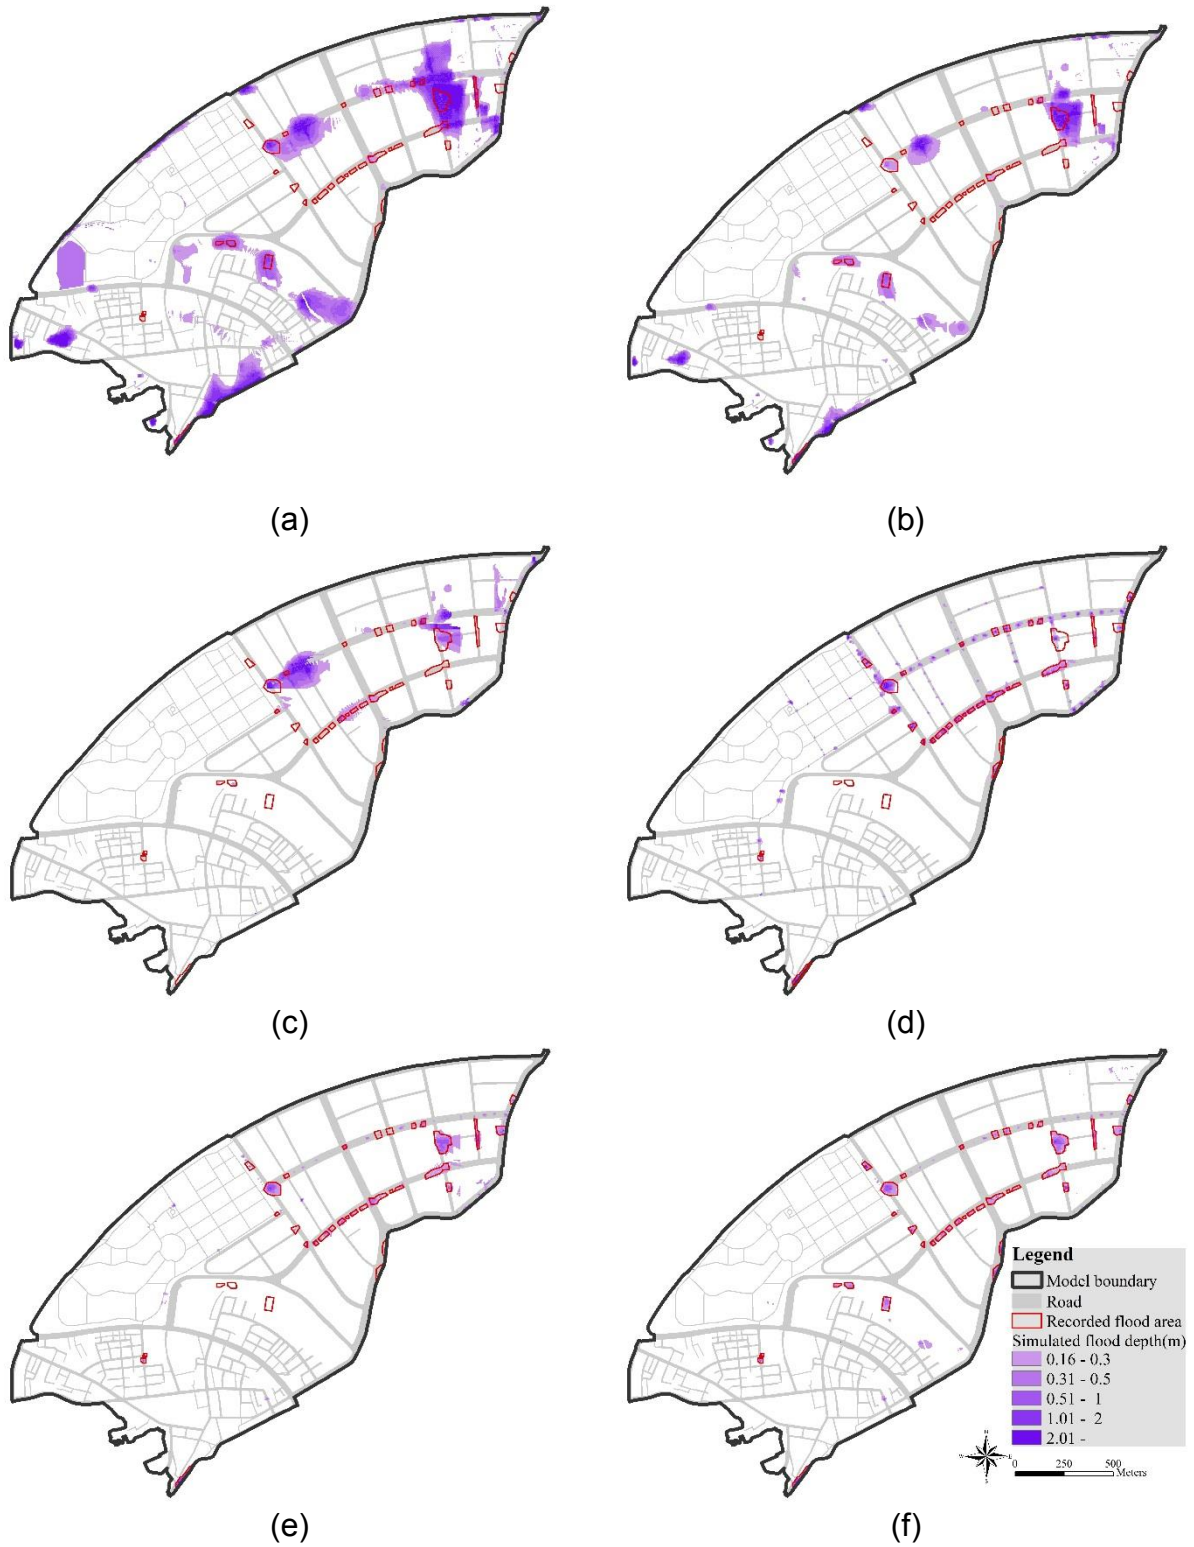 (a)
(b)
(c)
(d)
Legend
Model boundary
Road
Recorded flood area
Simulated flood depth(m)
0.16 - 0.3
0.31 - 0.5
0.51 - 1
1.01 - 2
2.01 -
N
W
E
S
0 250 500
Meters
(e)
(f)